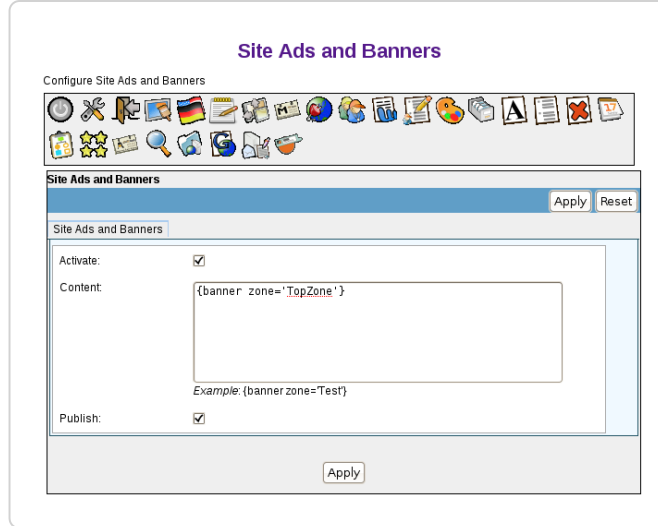 Site Ads and Banners
Configure Site Ads and Banners
17
Site Ads and Banners
Apply Reset
Site Ads and Banners
Activate:
Content:
{banner zone='TopZone'}
Example: {banner zone='Test'}
Publish:
Apply